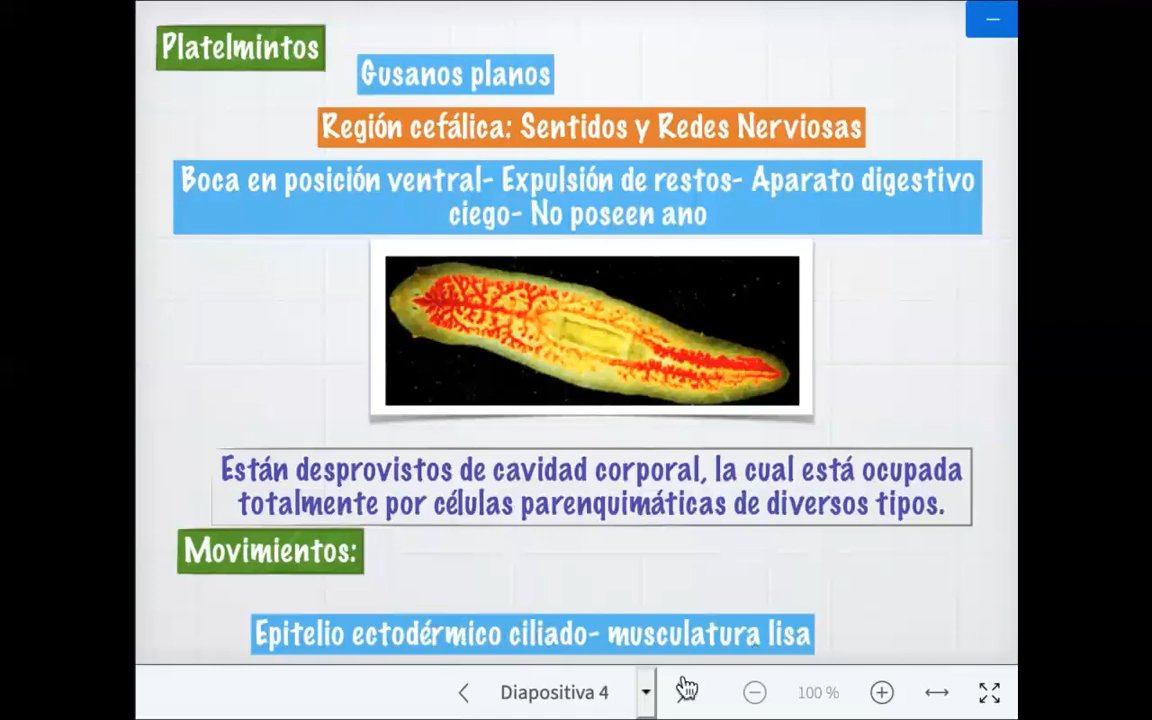 Platelmintos
Gusanos planos
Región cefálica: Sentidos y Redes Nerviosas
Boca en posición ventral- Expulsión de restos- Aparato digestivo
ciego- No poseen ano
Están desprovistos de cavidad corporal, la cual está ocupada
totalmente por células parenquimáticas de diversos tipos.
Movimientos:
Epitelio ectodérmico ciliado- musculatura lisa
Diapositiva 4
100 %